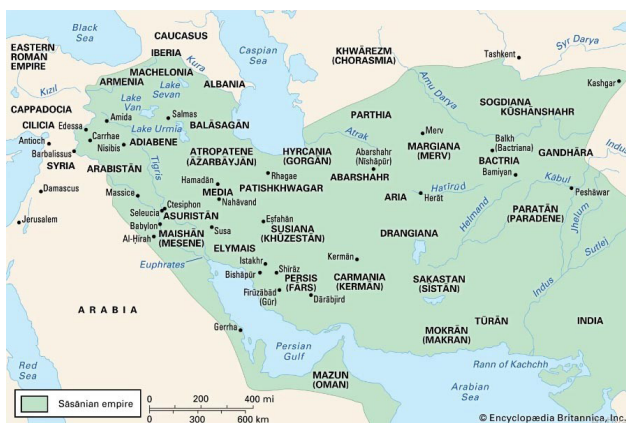 Black
Sea
CAUCASUS
EASTERN
ROMAN
EMPIRE
IBERIA
Caspian
Sea
KHWĀREZM
(CHORASMIA)
Tashkent
Syr Darya
MACHELONIA
ARMENIA
Kura
ALBANIA
Kızıl
Lake
Sevan
Lake
Van
Amu Darya
Kashgar
CAPPADOCIA
CILICIA
Amida
Salmas
Edessa
BALĀSAGĀN
Lake Urmia
SOGDIANA
KŪSHĀNSHAHR
PARTHIA
Antioch
Carrhae
Nisibis
ADIABENE
Barbalissus
SYRIA
ARABISTĀN
ATROPATENE
(ĀZARBĀYJĀN)
HYRCANIA
(GORGĀN)
Atrak
Merv
MARGIANA
(MERV)
Balkh
(Bactriana)
GANDHĀRA
Abarshahr
(Nīshāpūr)
BACTRIA
Bamiyan
Tigris
Rhagae
Hamadān
MEDIA
PATISHKHWAGAR
ABARSHAHR
Kābul
Indus
Damascus
Massice
Nahāvand
ARIA
Harīrūd
Herāt
Peshāwar
Ctesiphon
Seleucia
ASURISTĀN
Eşfahān
PARATĀN
(PARADENE)
Jhelum
Jerusalem
Babylon
Al-Ḥīrah
MAISHĀN
(MESENE)
Susa
SUSIANA
(KHŪZESTĀN)
Helmand
DRANGIANA
Sutlej
ELYMAIS
Euphrates
Istakhr
Kermān
Bishāpūr
Shīrāz
PERSIS
(FĀRS)
CARMANIA
(KERMĀN)
SAKASTAN
(SĪSTĀN)
Indus
Fīrūzābād
(Gūr)
Dārābjird
ARABIA
Gerrha
TŪRĀN
INDIA
MOKRĀN
(MAKRAN)
Persian
Gulf
Red
Sea
MAZUN
(OMAN)
Rann of Kachchh
Arabian
Sea
Sāsānian empire
0 200 400 mi
0 300 600 km
© Encyclopædia Britannica, Inc.